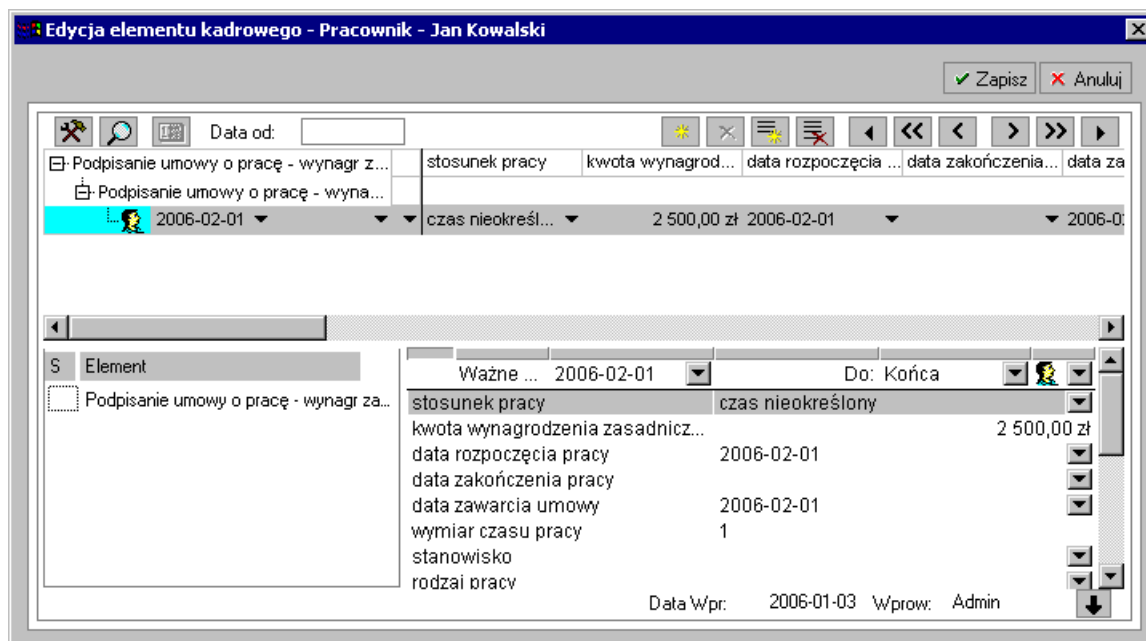 Edycja elementu kadrowego - Pracownik - Jan Kowalski
Zapisz Anuluj
Data od:
Podpisanie umowy o pracę - wynagr z... stosunek pracy kwota wynagrod... data rozpoczęcia ... data zakończenia... data za
Podpisanie umowy o pracę - wyna...
2006-02-01 czas nieokreśl... 2 500,00 zł 2006-02-01 2006-0
S Element
Podpisanie umowy o pracę - wynagr za...
Ważne ... 2006-02-01 Do: Końca
stosunek pracy czas nieokreślony
kwota wynagrodzenia zasadnicz... 2 500,00 zł
data rozpoczęcia pracy 2006-02-01
data zakończenia pracy
data zawarcia umowy 2006-02-01
wymiar czasu pracy 1
stanowisko
rodzaj pracy
Data Wpr: 2006-01-03 Wprow: Admin